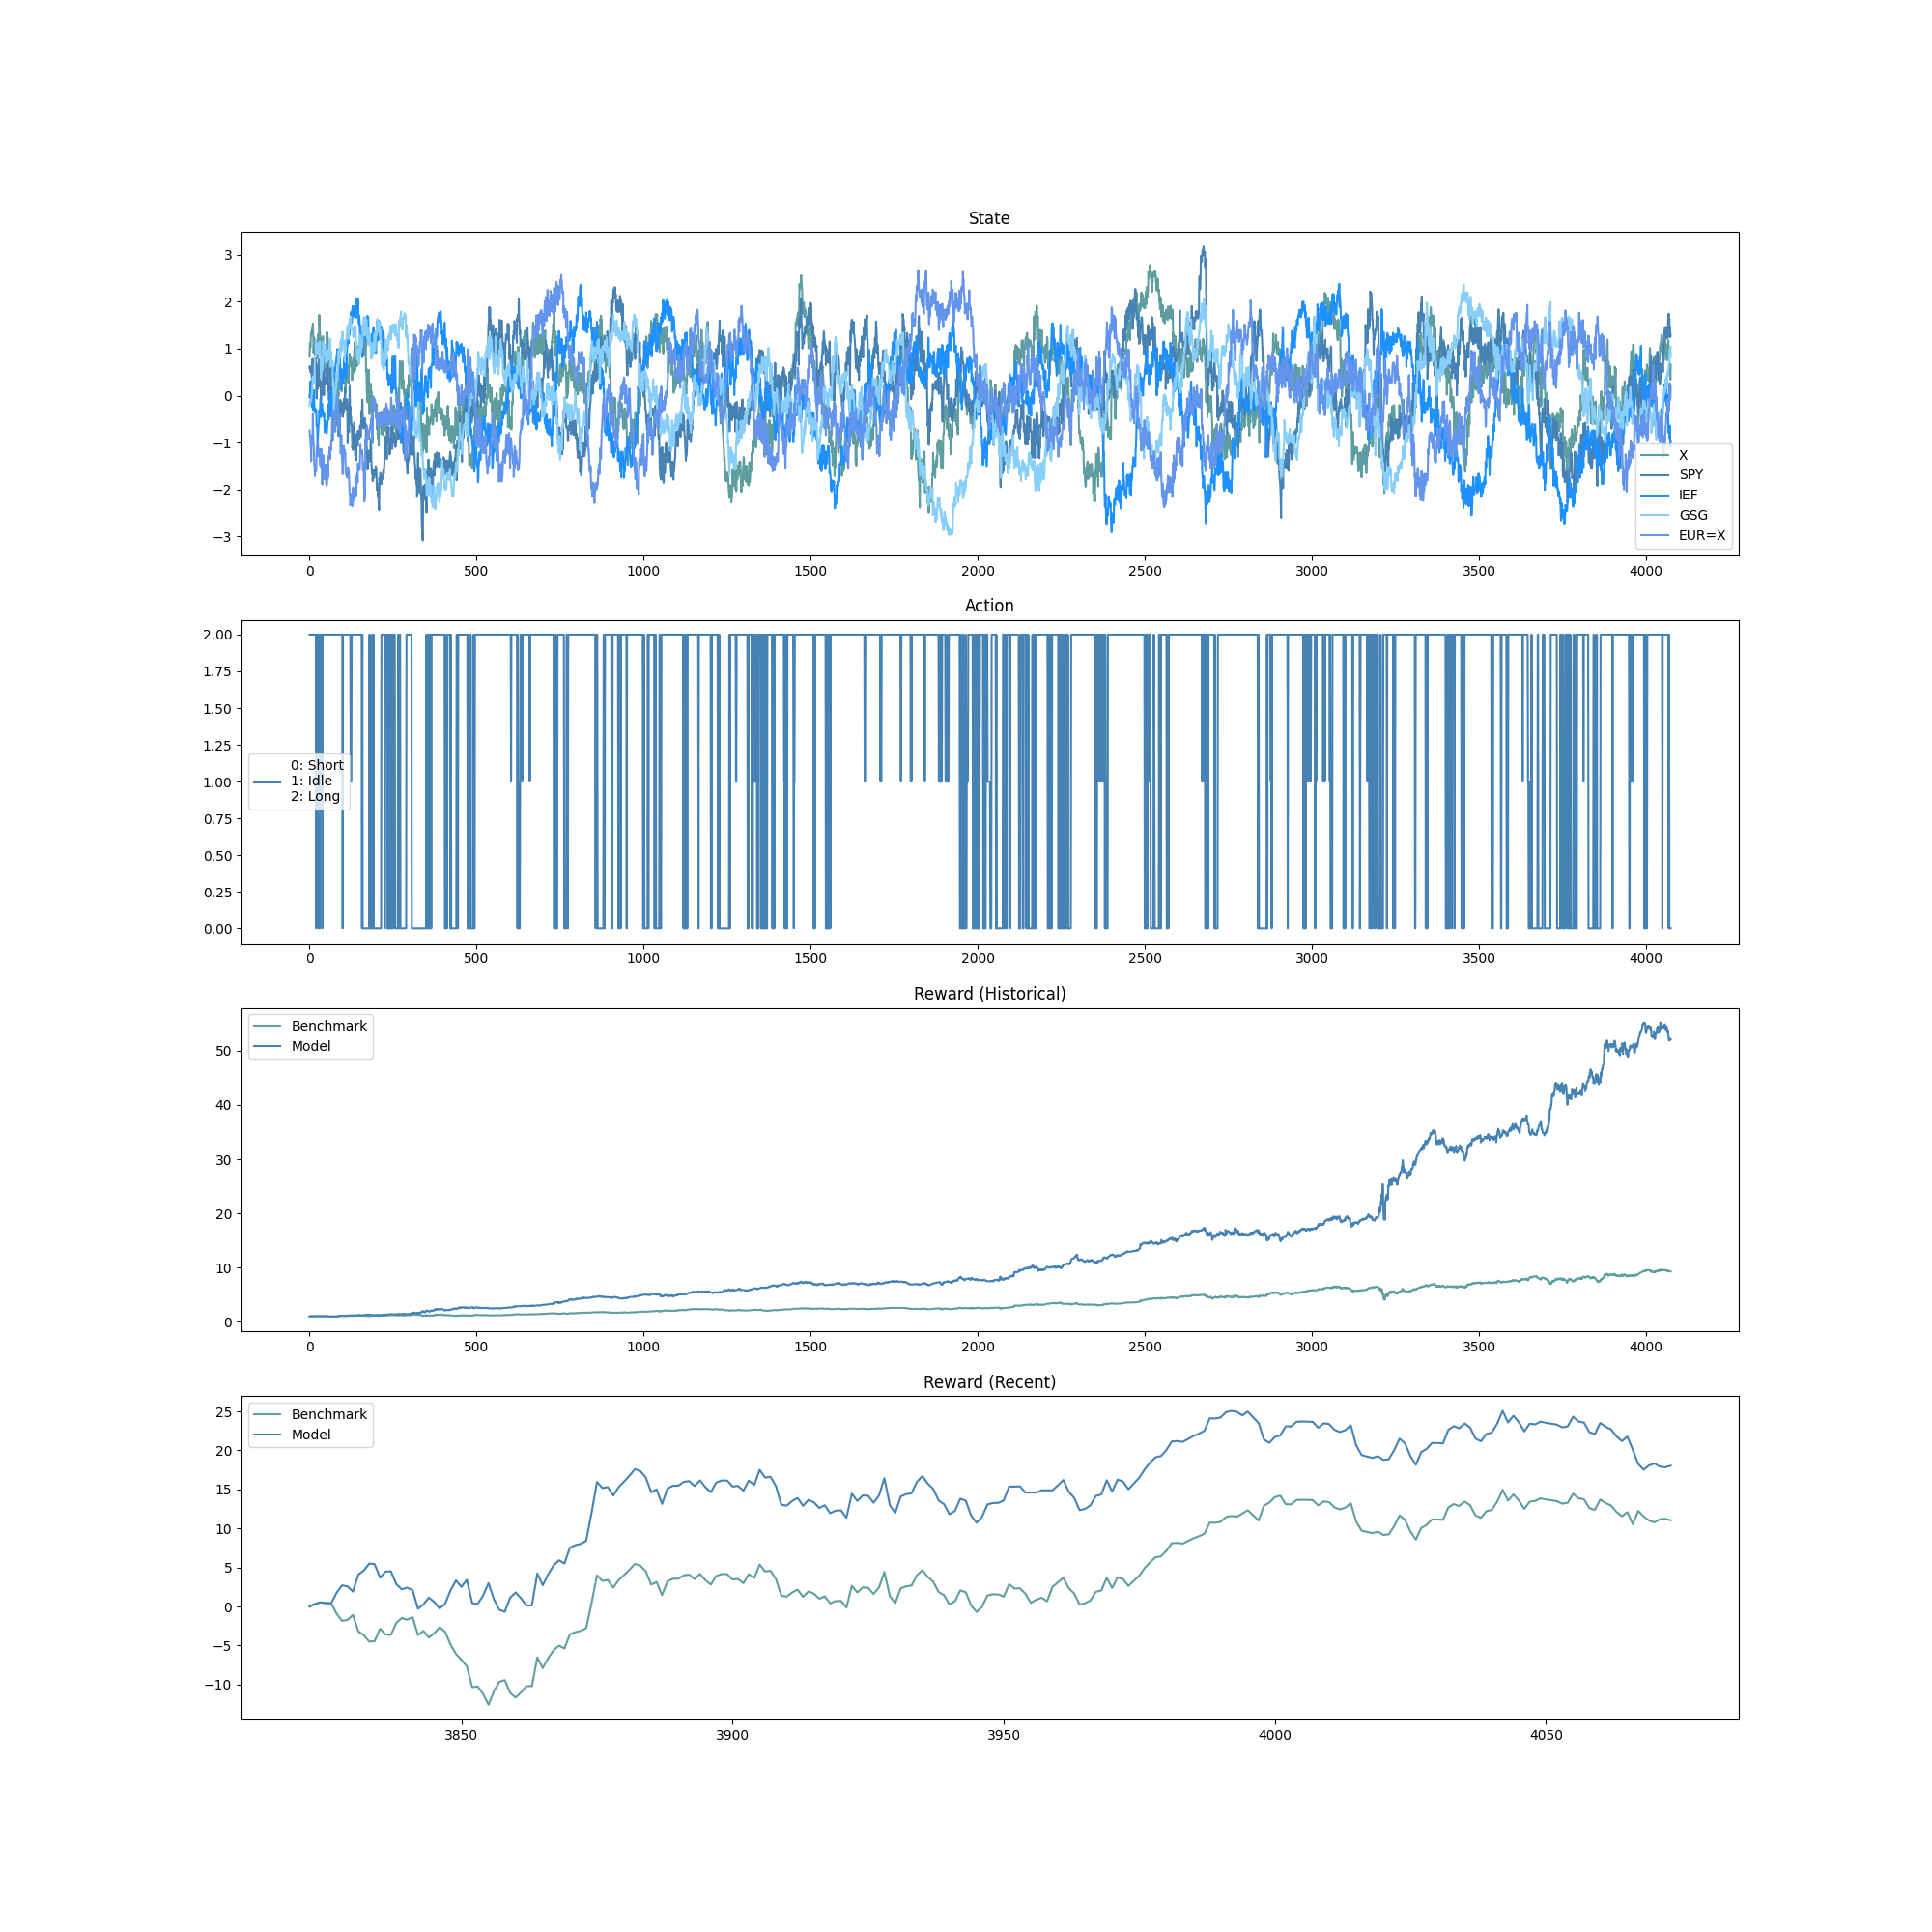 State
3
2
1
0
−1
−2
−3
X
SPY
IEF
GSG
EUR=X
0 500 1000 1500 2000 2500 3000 3500 4000
Action
2.00
1.75
1.50
1.25
1.00
0.75
0.50
0.25
0.00
0: Short
1: Idle
2: Long
0 500 1000 1500 2000 2500 3000 3500 4000
Reward (Historical)
Benchmark
Model
50
40
30
20
10
0
0 500 1000 1500 2000 2500 3000 3500 4000
Reward (Recent)
Benchmark
Model
25
20
15
10
5
0
−5
−10
3850 3900 3950 4000 4050